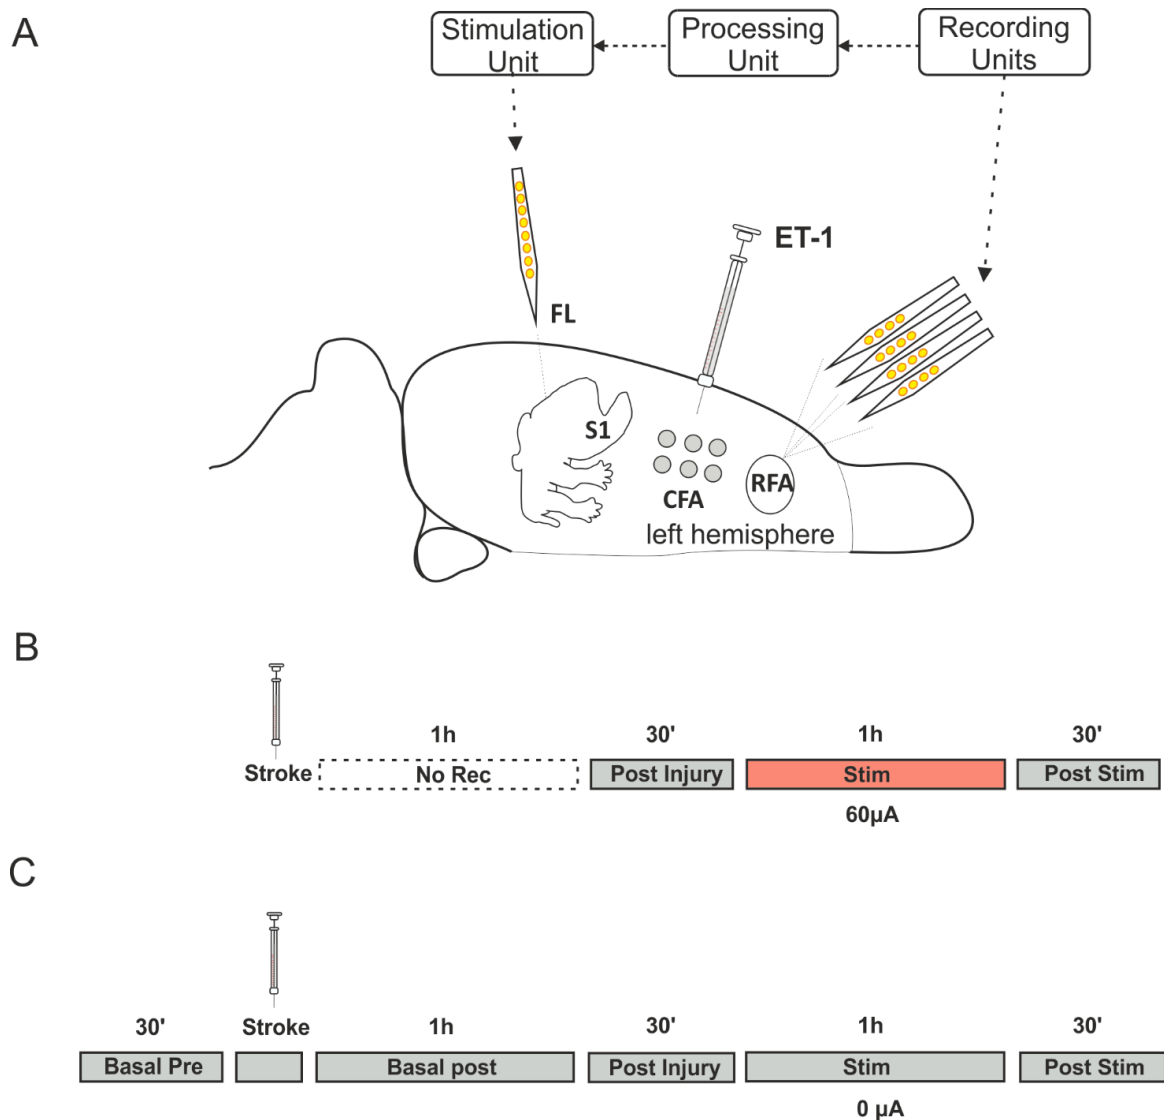 A
Stimulation
Unit
Processing
Unit
Recording
Units
ET-1
FL
S1
CFA
RFA
left hemisphere
B
1h
30'
1h
30'
Stroke
No Rec
Post Injury
Stim
Post Stim
60µA
C
30'
Stroke
1h
30'
1h
30'
Basal Pre
Basal post
Post Injury
Stim
Post Stim
0 µA